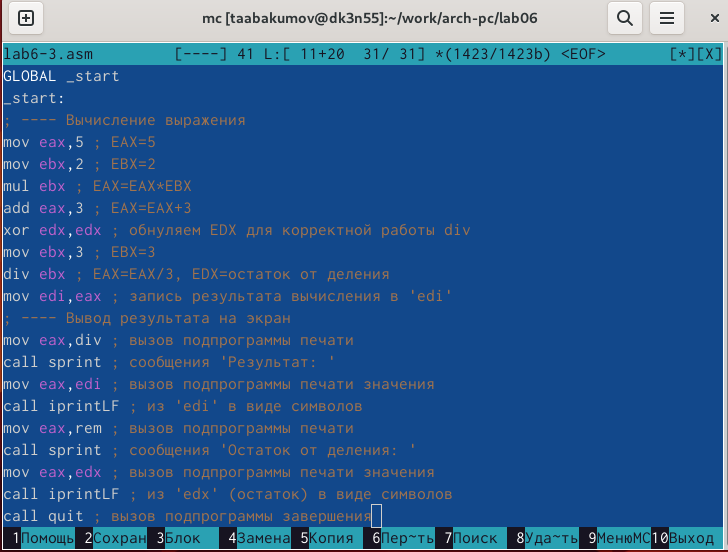 mc [taabakumov@dk3n55]:~/work/arch-pc/lab06
lab6-3.asm [----] 41 L:[ 11+20 31/ 31] *(1423/1423b) <EOF> [*][X]
GLOBAL _start
_start:
; ---- Вычисление выражения
mov eax,5 ; EAX=5
mov ebx,2 ; EBX=2
mul ebx ; EAX=EAX*EBX
add eax,3 ; EAX=EAX+3
xor edx,edx ; обнуляем EDX для корректной работы div
mov ebx,3 ; EBX=3
div ebx ; EAX=EAX/3, EDX=остаток от деления
mov edi,eax ; запись результата вычисления в 'edi'
; ---- Вывод результата на экран
mov eax,div ; вызов подпрограммы печати
call sprint ; сообщения 'Результат: '
mov eax,edi ; вызов подпрограммы печати значения
call iprintLF ; из 'edi' в виде символов
mov eax,rem ; вызов подпрограммы печати
call sprint ; сообщения 'Остаток от деления: '
mov eax,edx ; вызов подпрограммы печати значения
call iprintLF ; из 'edx' (остаток) в виде символов
call quit ; вызов подпрограммы завершения
1Помощь 2Сохран 3Блок 4Замена 5Копия 6Пер~ть 7Поиск 8Уда~ть 9МенюMC 10Выход